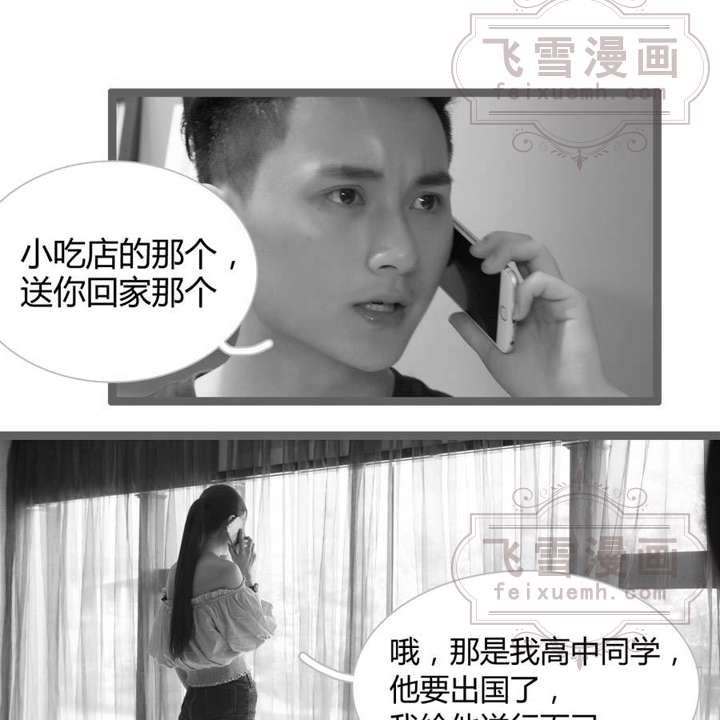 飞雪漫画
feixuemh.com
小吃店的那个，
送你回家那个
飞雪漫画
feixuemh.com
哦，那是我高中同学，
他要出国了，